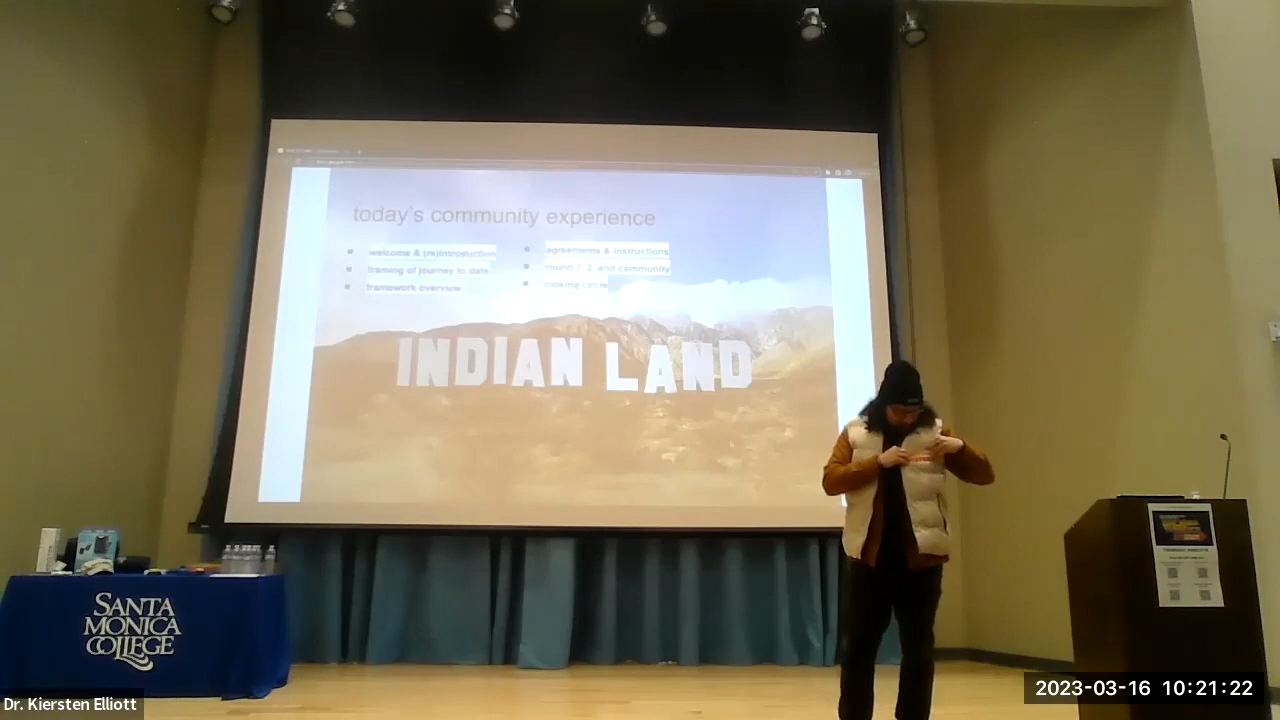 today's community experience
welcome & (re)introduction
framing of journey to date
framework overview
agreements & instructions
round 1, 2, and community
closing circle
INDIAN LAND
SANTA
MONICA
COLLEGE
Dr. Kiersten Elliott
2023-03-16 10:21:22